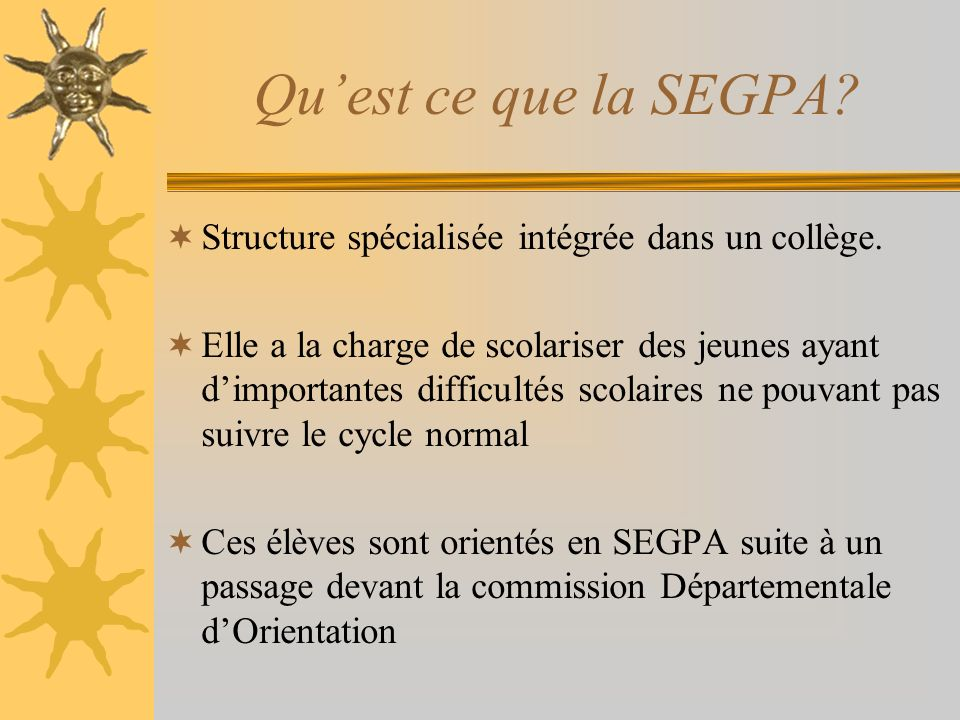 Qu’est ce que la SEGPA?
Structure spécialisée intégrée dans un collège.
Elle a la charge de scolariser des jeunes ayant
d’importantes difficultés scolaires ne pouvant pas
suivre le cycle normal
Ces élèves sont orientés en SEGPA suite à un
passage devant la commission Départementale
d’Orientation